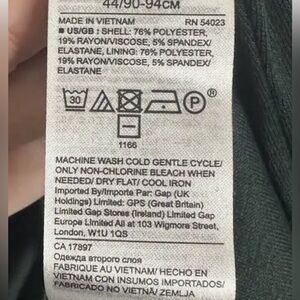 44/90-94CM
MADE IN VIETNAM RN 54023
■ US/GB : SHELL: 76% POLYESTER,
19% RAYON/VISCOSE, 5% SPANDEX/
ELASTANE, LINING: 76% POLYESTER,
19% RAYON/VISCOSE, 5% SPANDEX/
ELASTANE
30 P®
1166
MACHINE WASH COLD GENTLE CYCLE/
ONLY NON-CHLORINE BLEACH WHEN
NEEDED/ DRY FLAT/ COOL IRON
Imported By/Importe Par: Gap (UK
Holdings) Limited: GPS (Great Britain)
Limited Gap Stores (Ireland) Limited Gap
Europe Limited All at 103 Wigmore Street,
London, W1U 1QS
CA 17897
Одежда второго слоя
FABRIQUE AU VIETNAM/ HECHO EN
VIETNAM CON INSUMOS IMPORTADOS/
FABRICADO NO VIETNÃ/ ZEMLJA